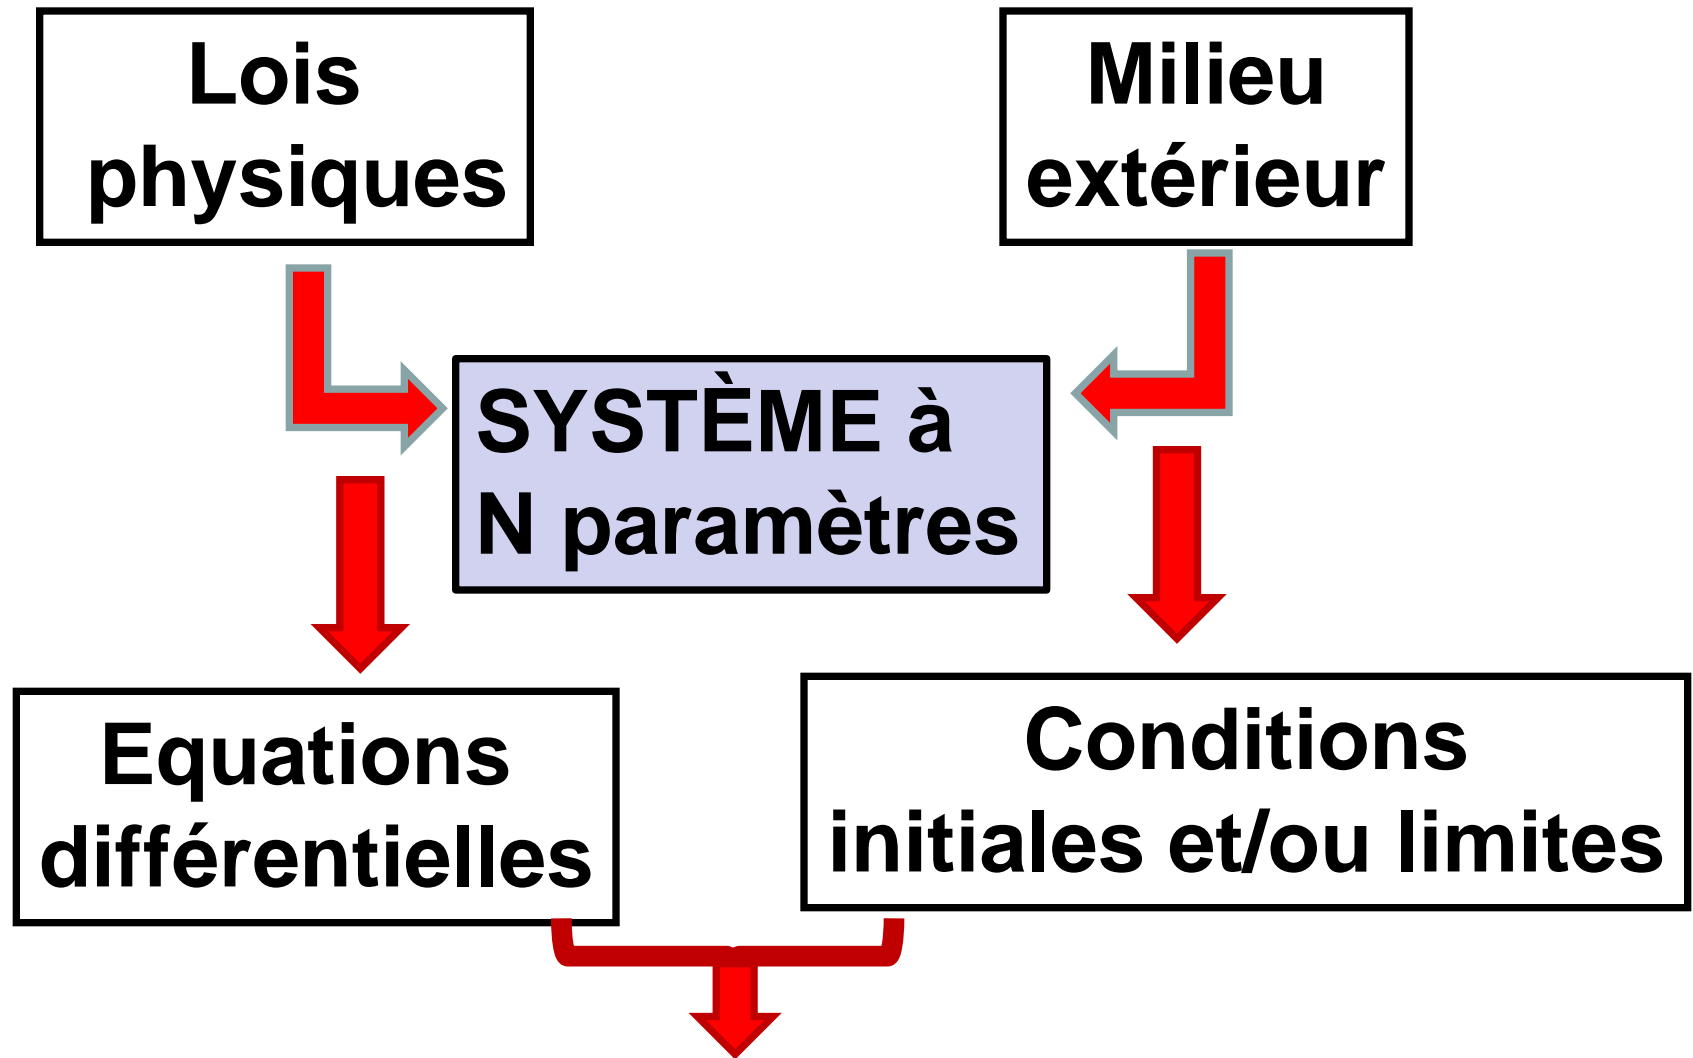 Lois
physiques
Milieu
extérieur
SYSTÈME à
N paramètres
Equations
différentielles
Conditions
initiales et/ou limites